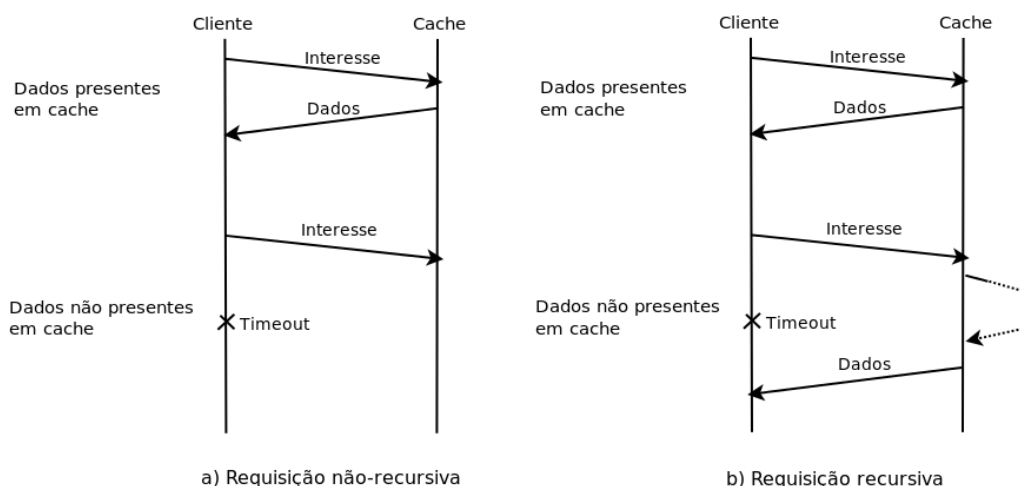 Cliente
Cache
Interesse
Dados presentes
em cache
Dados
Interesse
Dados não presentes
em cache
Timeout
a) Requisição não-recursiva
Cliente
Cache
Interesse
Dados presentes
em cache
Dados
Interesse
Dados não presentes
em cache
Timeout
Dados
b) Requisição recursiva